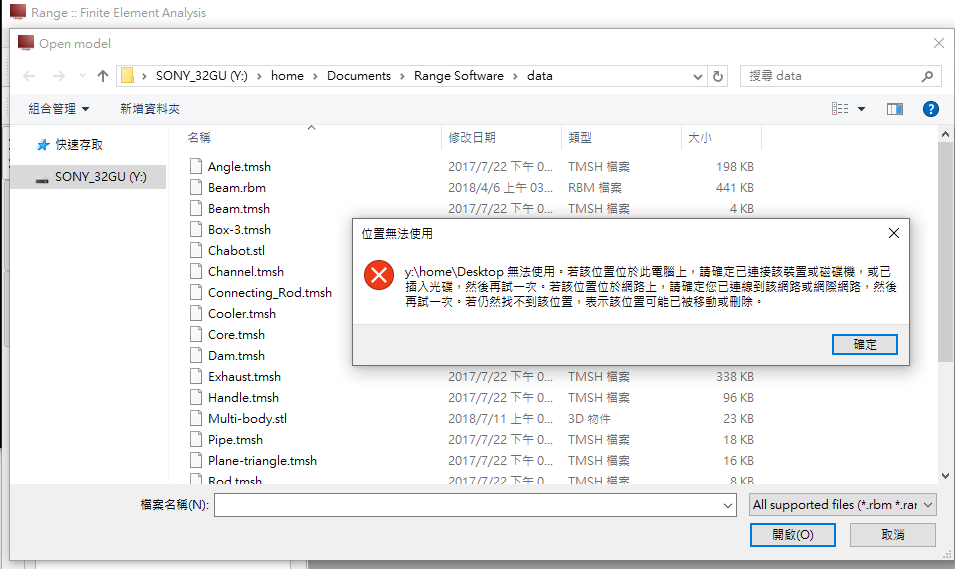 Range :: Finite Element Analysis
Open model
SONY_32GU (Y:) › home › Documents › Range Software › data
搜尋 data
組合管理 新增資料夾
快速存取
SONY_32GU (Y:)
名稱 修改日期 類型 大小
Angle.tmsh 2017/7/22 下午 0... TMSH 檔案 198 KB
Beam.rbm 2018/4/6 上午 03... RBM 檔案 441 KB
Beam.tmsh 2017/7/22 下午 0... TMSH 檔案 4 KB
Box-3.tmsh
Chabot.stl
Channel.tmsh
Connecting_Rod.tmsh
Cooler.tmsh
Core.tmsh
Dam.tmsh
Exhaust.tmsh 2017/7/22 下午 0... TMSH 檔案 338 KB
Handle.tmsh 2017/7/22 下午 0... TMSH 檔案 96 KB
Multi-body.stl 2018/7/11 上午 0... 3D 物件 23 KB
Pipe.tmsh 2017/7/22 下午 0... TMSH 檔案 18 KB
Plane-triangle.tmsh 2017/7/22 下午 0... TMSH 檔案 16 KB
Rod.tmsh 2017/7/22 下午 0... TMSH 檔案 8 KB
位置無法使用
y:\home\Desktop 無法使用。若該位置位於此電腦上，請確定已連接該裝置或磁碟機，或已
插入光碟，然後再試一次。若該位置位於網路上，請確定您已連線到該網路或網際網路，然後
再試一次。若仍然找不到該位置，表示該位置可能已被移動或刪除。
確定
檔案名稱(N):
All supported files (*.rbm *.rar
開啟(O) 取消